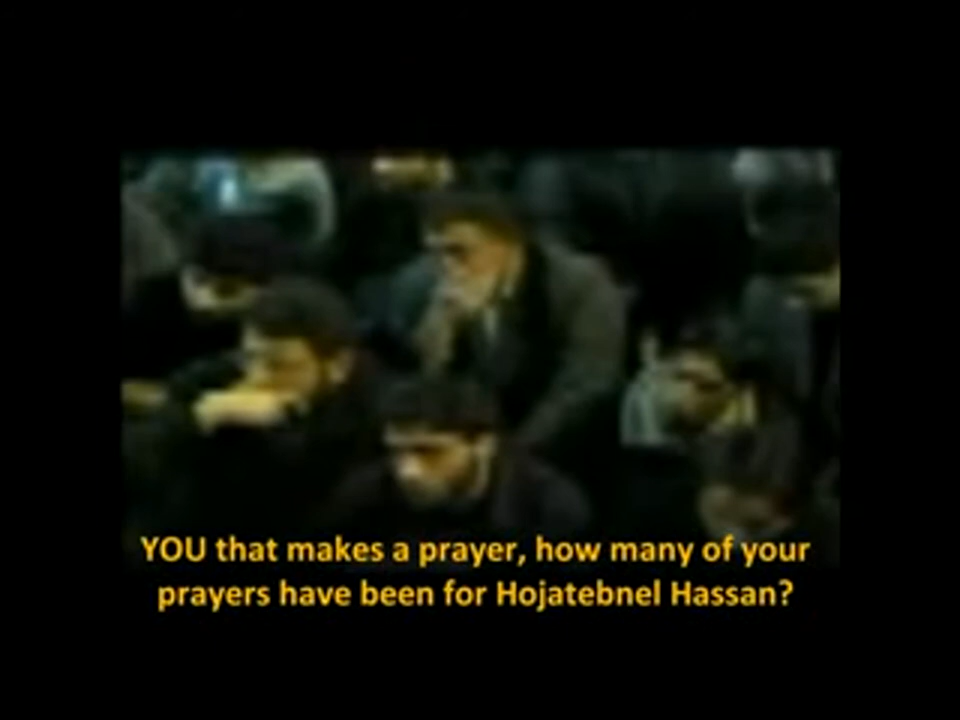 YOU that makes a prayer, how many of your
prayers have been for Hojatebnel Hassan?